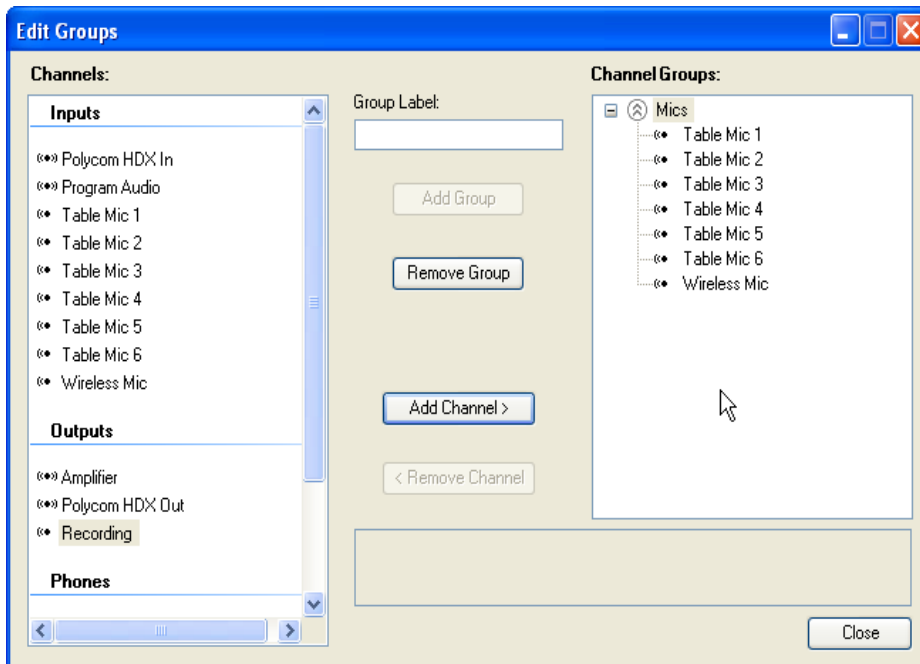 Edit Groups
Channels:
Inputs
Polycom HDX In
Program Audio
Table Mic 1
Table Mic 2
Table Mic 3
Table Mic 4
Table Mic 5
Table Mic 6
Wireless Mic
Outputs
Amplifier
Polycom HDX Out
Recording
Phones
Group Label:
Add Group
Remove Group
Add Channel >
< Remove Channel
Channel Groups:
Mics
Table Mic 1
Table Mic 2
Table Mic 3
Table Mic 4
Table Mic 5
Table Mic 6
Wireless Mic
Close